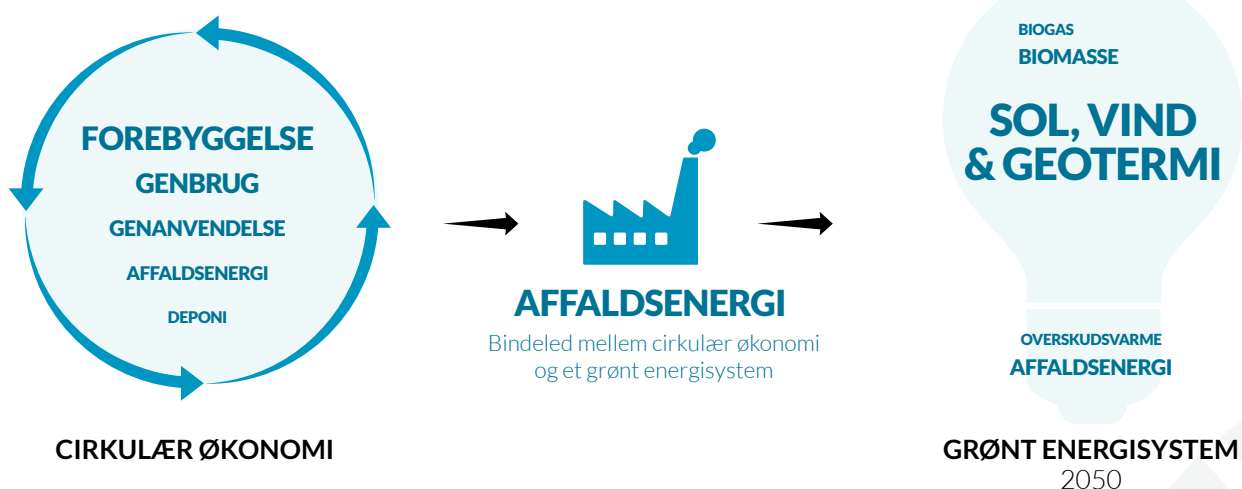 FOREBYGGELSE
GENBRUG
GENANVENDELSE
AFFALDSENERGI
DEPONI
CIRKULÆR ØKONOMI
AFFALDSENERGI
Bindeled mellem cirkulær økonomi
og et grønt energisystem
BIOGAS
BIOMASSE
SOL, VIND
& GEOTERMI
OVERSKUDSVARME
AFFALDSENERGI
GRØNT ENERGISYSTEM
2050